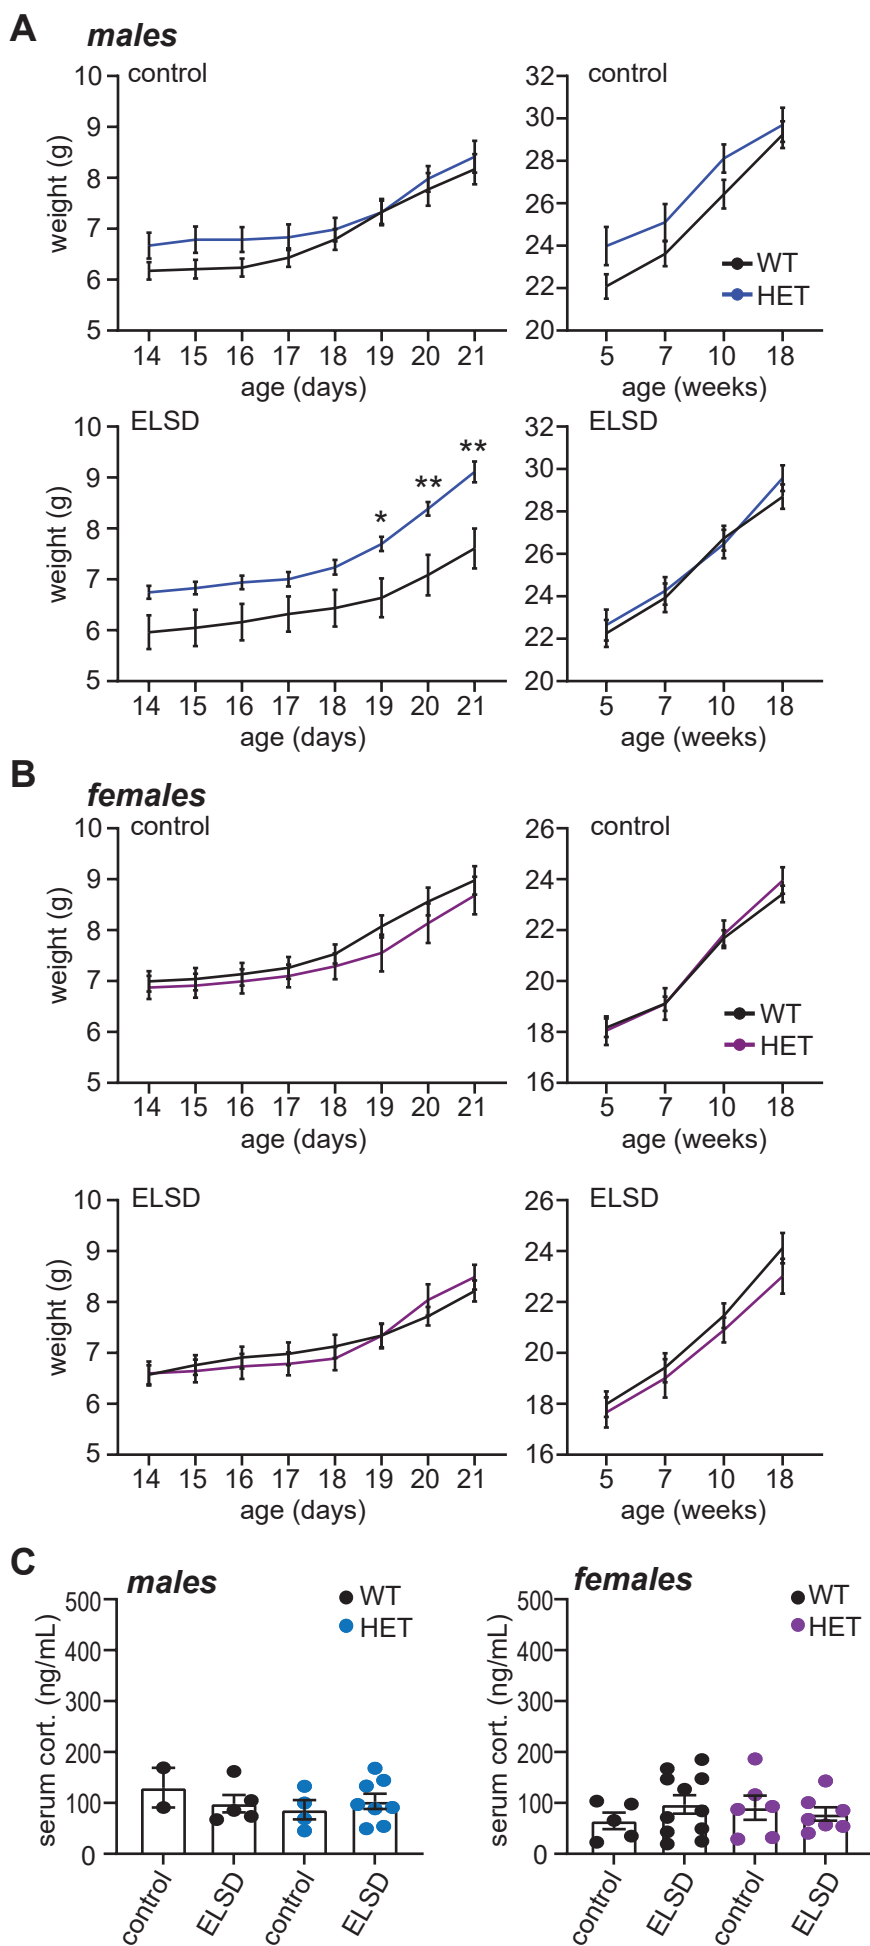 A males
control
control
weight (g)
10
9
8
7
6
5
14 15 16 17 18 19 20 21
age (days)
32
30
28
26
24
22
20
WT
HET
5 7 10 18
age (weeks)
ELSD
ELSD
weight (g)
10
9
8
7
6
5
* ** **
14 15 16 17 18 19 20 21
age (days)
32
30
28
26
24
22
20
5 7 10 18
age (weeks)
B females
control
control
weight (g)
10
9
8
7
6
5
14 15 16 17 18 19 20 21
age (days)
26
24
22
20
18
16
WT
HET
5 7 10 18
age (weeks)
ELSD
ELSD
weight (g)
10
9
8
7
6
5
14 15 16 17 18 19 20 21
age (days)
26
24
22
20
18
16
5 7 10 18
age (weeks)
C males
WT
HET
serum cort. (ng/mL)
500
400
300
200
100
0
control ELSD control ELSD
females
WT
HET
serum cort. (ng/mL)
500
400
300
200
100
0
control ELSD control ELSD